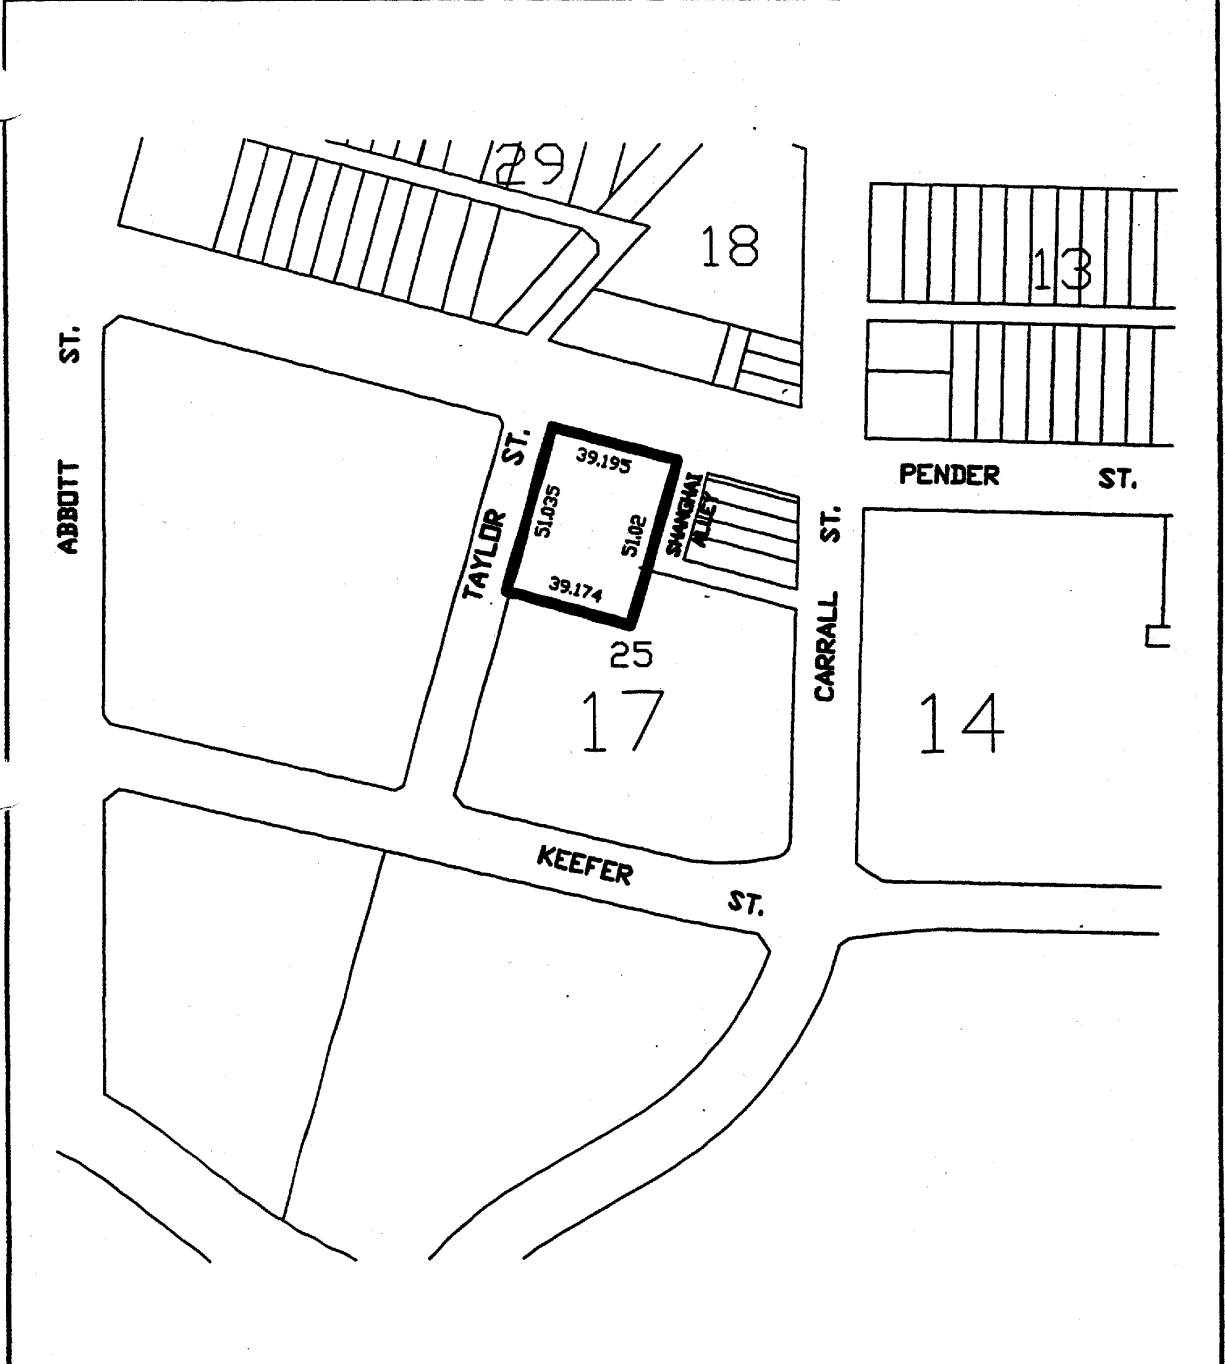 29
18
13
ABBOTT ST.
TAYLOR ST.
39.195
51.035
51.02
39.174
SHANGHAI
ALLEY
PENDER ST.
CARRALL ST.
25
17
14
KEEFER ST.